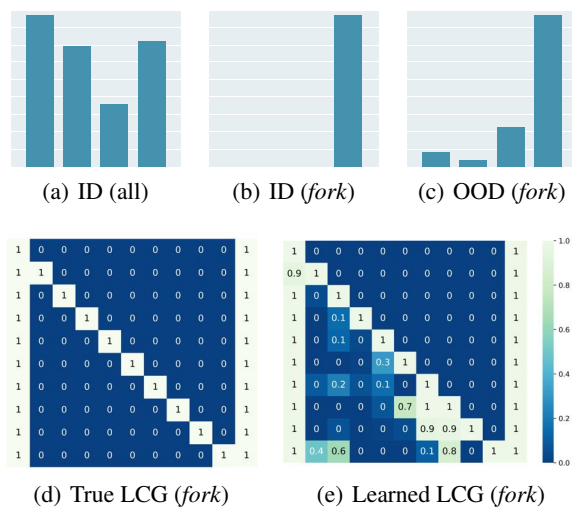 (a) ID (all)
(b) ID (fork)
(c) OOD (fork)
1 0 0 0 0 0 0 0 0 0 1
1 1 0 0 0 0 0 0 0 0 1
1 0 1 0 0 0 0 0 0 0 1
1 0 0 1 0 0 0 0 0 0 1
1 0 0 0 1 0 0 0 0 0 1
1 0 0 0 0 1 0 0 0 0 1
1 0 0 0 0 0 1 0 0 0 1
1 0 0 0 0 0 0 1 0 0 1
1 0 0 0 0 0 0 0 1 0 1
1 0 0 0 0 0 0 0 0 1 1
(d) True LCG (fork)
1 0 0 0 0 0 0 0 0 0 1
0.9 1 0 0 0 0 0 0 0 0 1
1 0 1 0 0 0 0 0 0 0 1
1 0 0.1 1 0 0 0 0 0 0 1
1 0 0.1 0 1 0 0 0 0 0 1
1 0 0 0 0.3 1 0 0 0 0 1
1 0 0.2 0 0.1 0 1 0 0 0 1
1 0 0 0 0 0.7 1 1 0 0 1
1 0 0 0 0 0 0.9 0.9 1 0 1
1 0.4 0.6 0 0 0 0.1 0.8 0 1 1
1.0
0.8
0.6
0.4
0.2
0.0
(e) Learned LCG (fork)